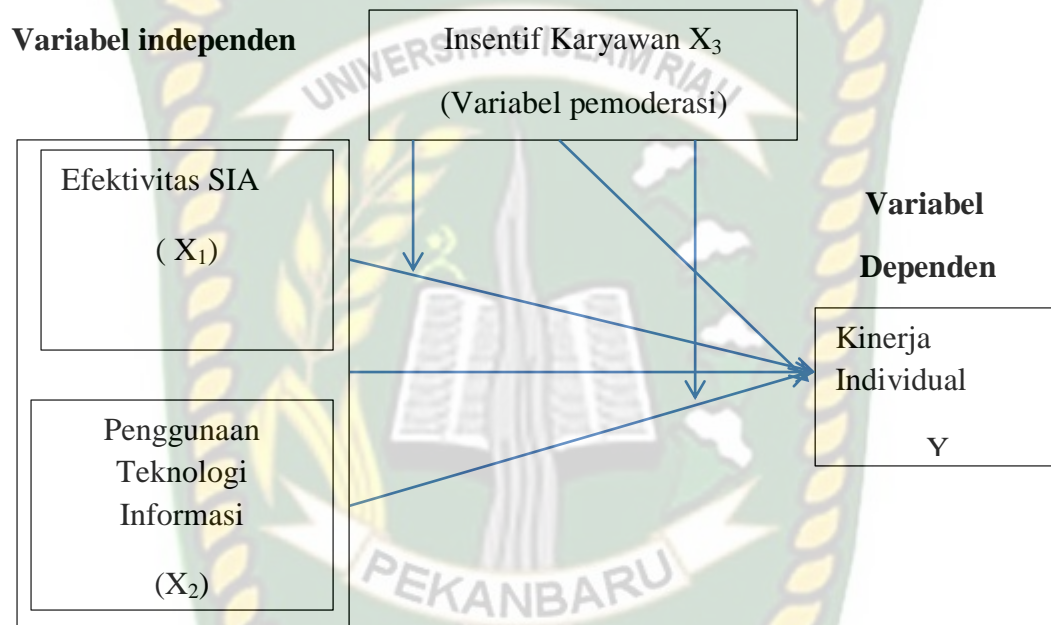 Variabel independen
Insentif Karyawan X₃
(Variabel pemoderasi)
UNIVERSITAS ISLAM RIAU
Efektivitas SIA
( X₁)
Variabel
Dependen
Kinerja
Individual
Y
Penggunaan
Teknologi
Informasi
(X₂)
PEKANBARU